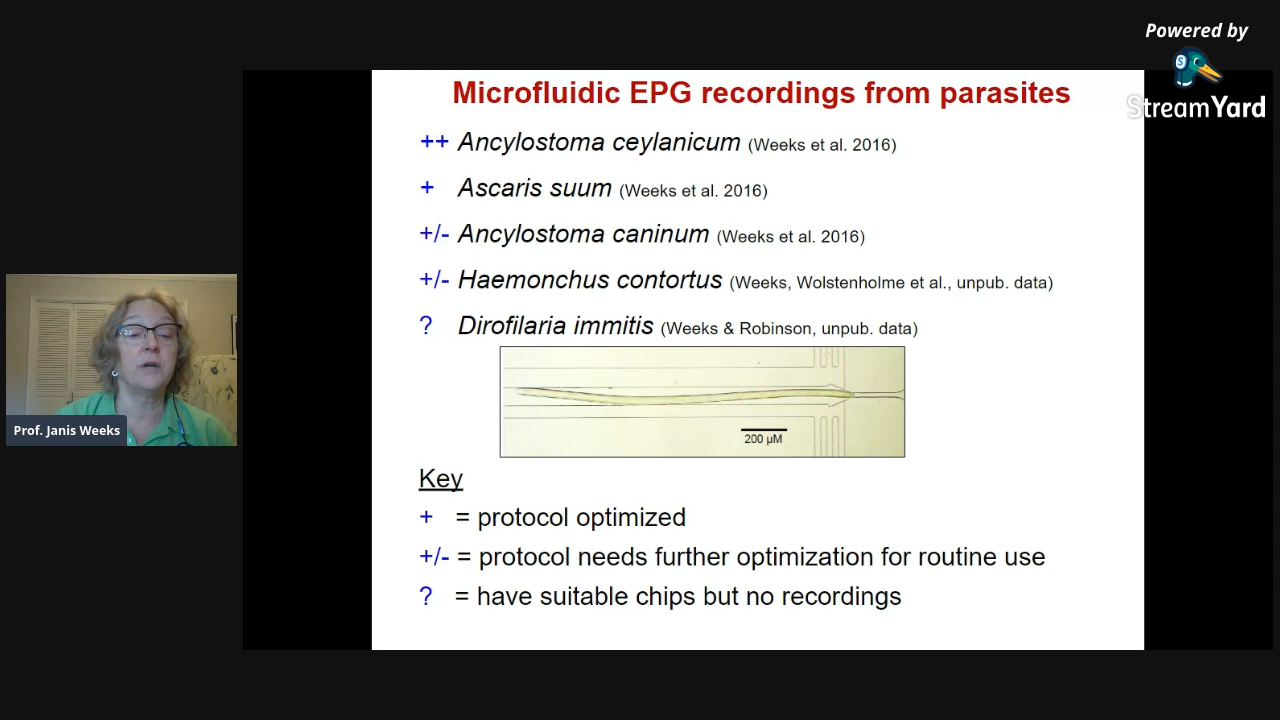 Powered by
StreamYard
Microfluidic EPG recordings from parasites
++ Ancylostoma ceylanicum (Weeks et al. 2016)
+ Ascaris suum (Weeks et al. 2016)
+/- Ancylostoma caninum (Weeks et al. 2016)
+/- Haemonchus contortus (Weeks, Wolstenholme et al., unpub. data)
? Dirofilaria immitis (Weeks & Robinson, unpub. data)
200 µM
Prof. Janis Weeks
Key
+ = protocol optimized
+/- = protocol needs further optimization for routine use
? = have suitable chips but no recordings